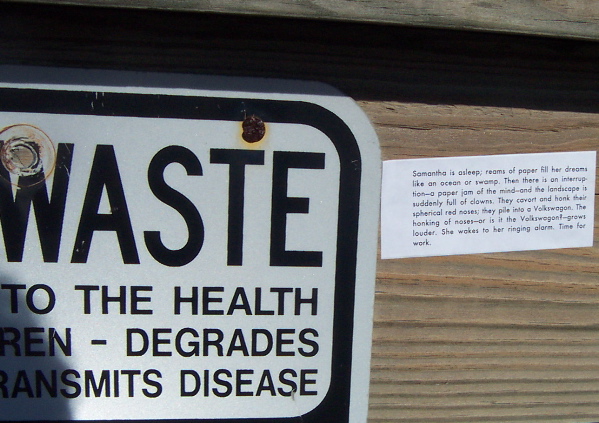 WASTE
TO THE HEALTH
REN - DEGRADES
RANSMITS DISEASE
Samantha is asleep; reams of paper fill her dreams
like an ocean or swamp. Then there is an interrup-
tion—a paper jam of the mind—and the landscape is
suddenly full of clowns. They cavort and honk their
spherical red noses; they pile into a Volkswagon. The
honking of noses—or is it the Volkswagon?—grows
louder. She wakes to her ringing alarm. Time for
work.